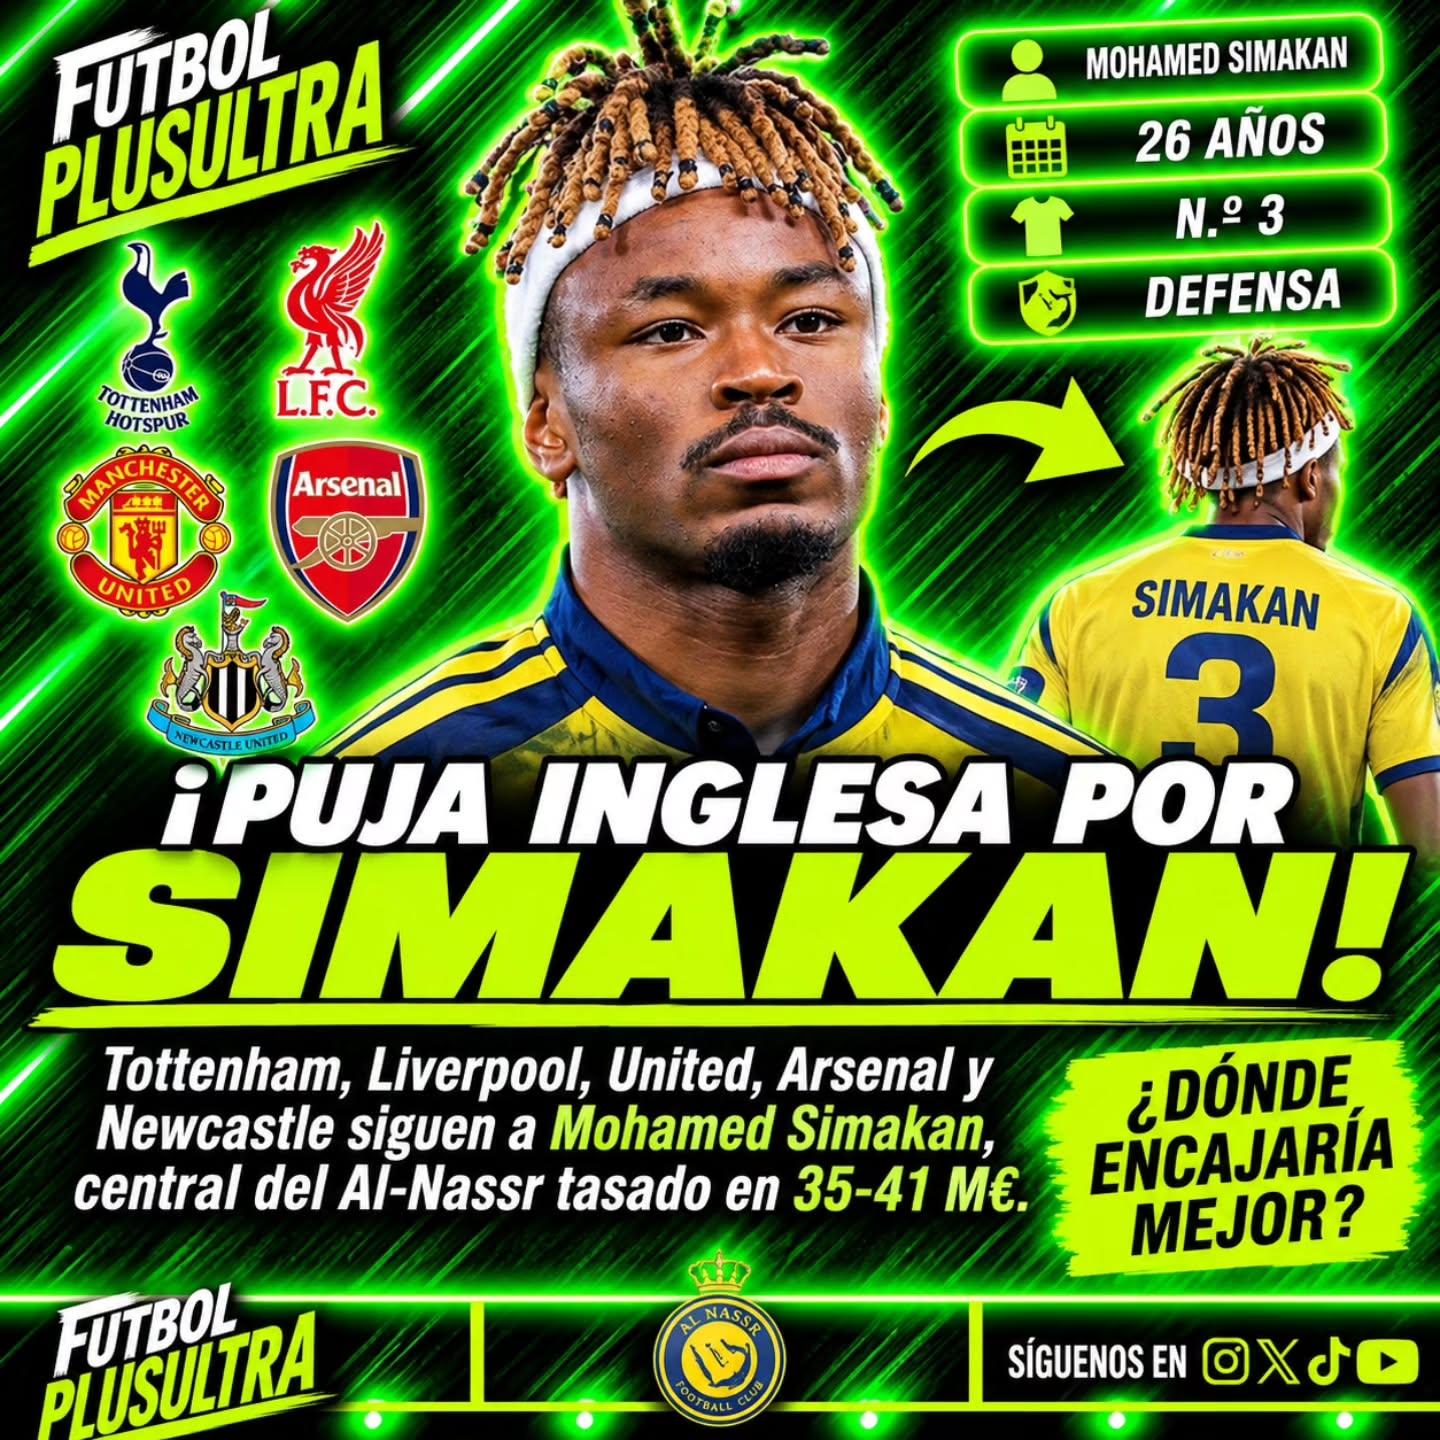 FUTBOL
PLUSULTRA
MOHAMED SIMAKAN
26 AÑOS
N.º 3
DEFENSA
TOTTENHAM
HOTSPUR
L.F.C.
MANCHESTER
UNITED
Arsenal
NEWCASTLE UNITED
SIMAKAN
3
¡PUJA INGLESA POR
SIMAKAN!
Tottenham, Liverpool, United, Arsenal y
Newcastle siguen a Mohamed Simakan,
central del Al-Nassr tasado en 35-41 M€.
¿DÓNDE
ENCAJARÍA
MEJOR?
FUTBOL
PLUSULTRA
AL NASSR
FOOTBALL CLUB
SÍGUENOS EN